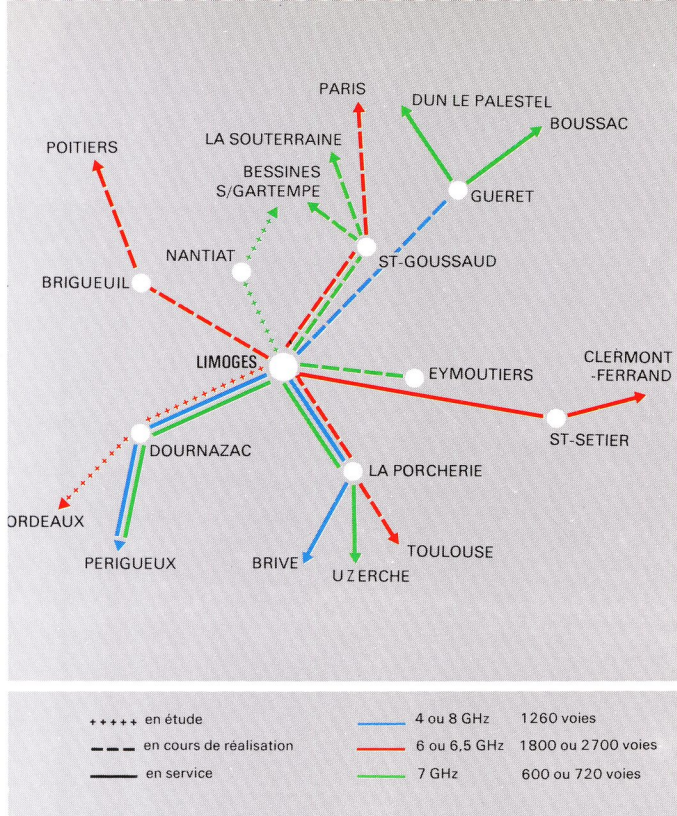 PARIS
DUN LE PALESTEL
BOUSSAC
LA SOUTERRAINE
POITIERS
BESSINES
S/GARTEMPE
GUERET
NANTIAT
ST-GOUSSAUD
BRIGUEUIL
LIMOGES
CLERMONT
-FERRAND
EYMOUTIERS
ST-SETIER
DOURNAZAC
LA PORCHERIE
ORDEAUX
TOULOUSE
PERIGUEUX
BRIVE
UZERCHE
en étude
4 ou 8 GHz 1260 voies
en cours de réalisation
6 ou 6,5 GHz 1800 ou 2700 voies
en service
7 GHz 600 ou 720 voies